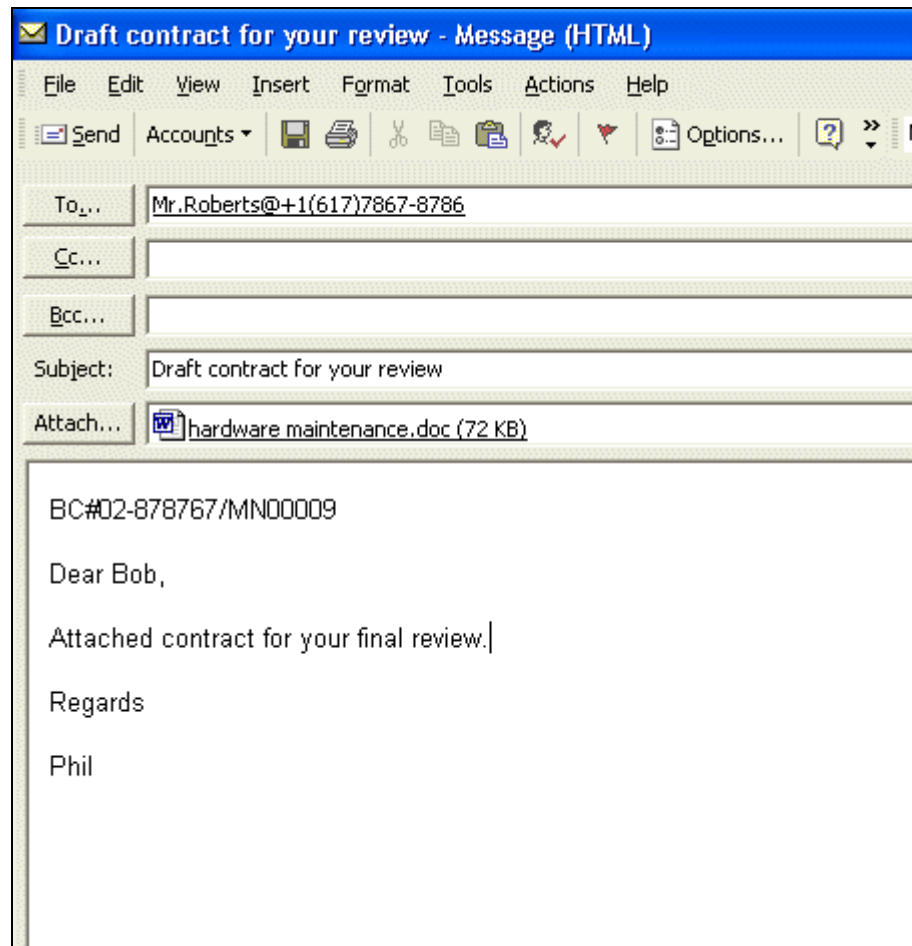 Draft contract for your review - Message (HTML)
File Edit View Insert Format Tools Actions Help
Send Accounts Options...
To... Mr.Roberts@+1(617)7867-8786
Cc...
Bcc...
Subject: Draft contract for your review
Attach... hardware maintenance.doc (72 KB)
BC#02-878767/MN00009
Dear Bob,
Attached contract for your final review.
Regards
Phil